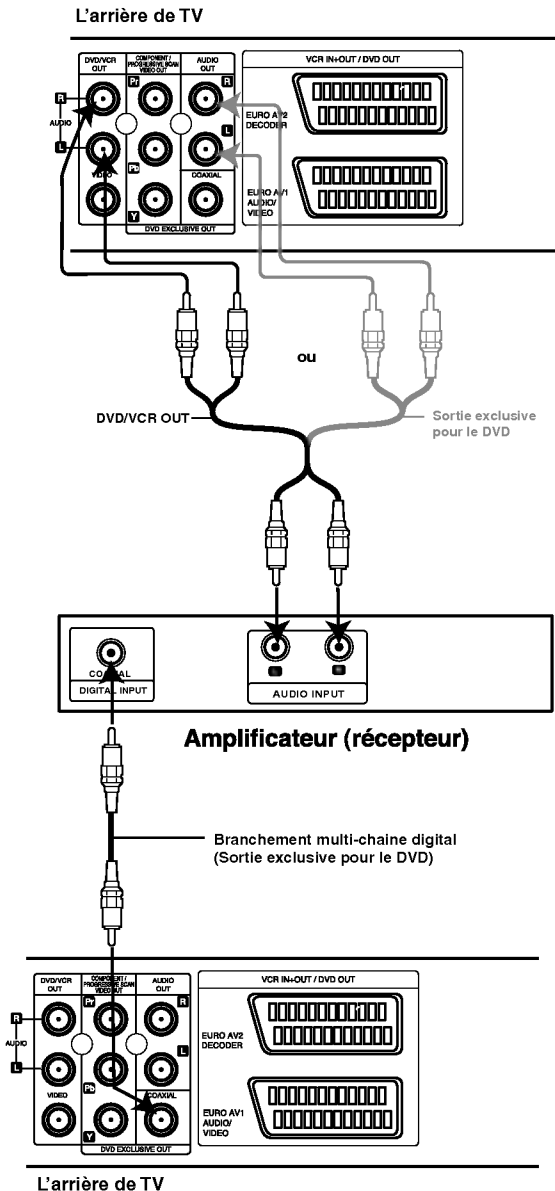 L'arrière de TV
DVD/VCR
OUT
COMPONENT /
PROGRESSIVE SCAN
VIDEO OUT
AUDIO
OUT
VCR IN+OUT / DVD OUT
R
AUDIO
L
Pr
R
L
Pb
VIDEO
COAXIAL
Y
DVD EXCLUSIVE OUT
EURO AV2
DECODER
EURO AV1
AUDIO/
VIDEO
ou
DVD/VCR OUT
Sortie exclusive
pour le DVD
COAXIAL
DIGITAL INPUT
AUDIO INPUT
Amplificateur (récepteur)
Branchement multi-chaine digital
(Sortie exclusive pour le DVD)
DVD/VCR
OUT
COMPONENT /
PROGRESSIVE SCAN
VIDEO OUT
AUDIO
OUT
VCR IN+OUT / DVD OUT
R
AUDIO
L
Pr
R
L
Pb
VIDEO
COAXIAL
Y
DVD EXCLUSIVE OUT
EURO AV2
DECODER
EURO AV1
AUDIO/
VIDEO
L'arrière de TV